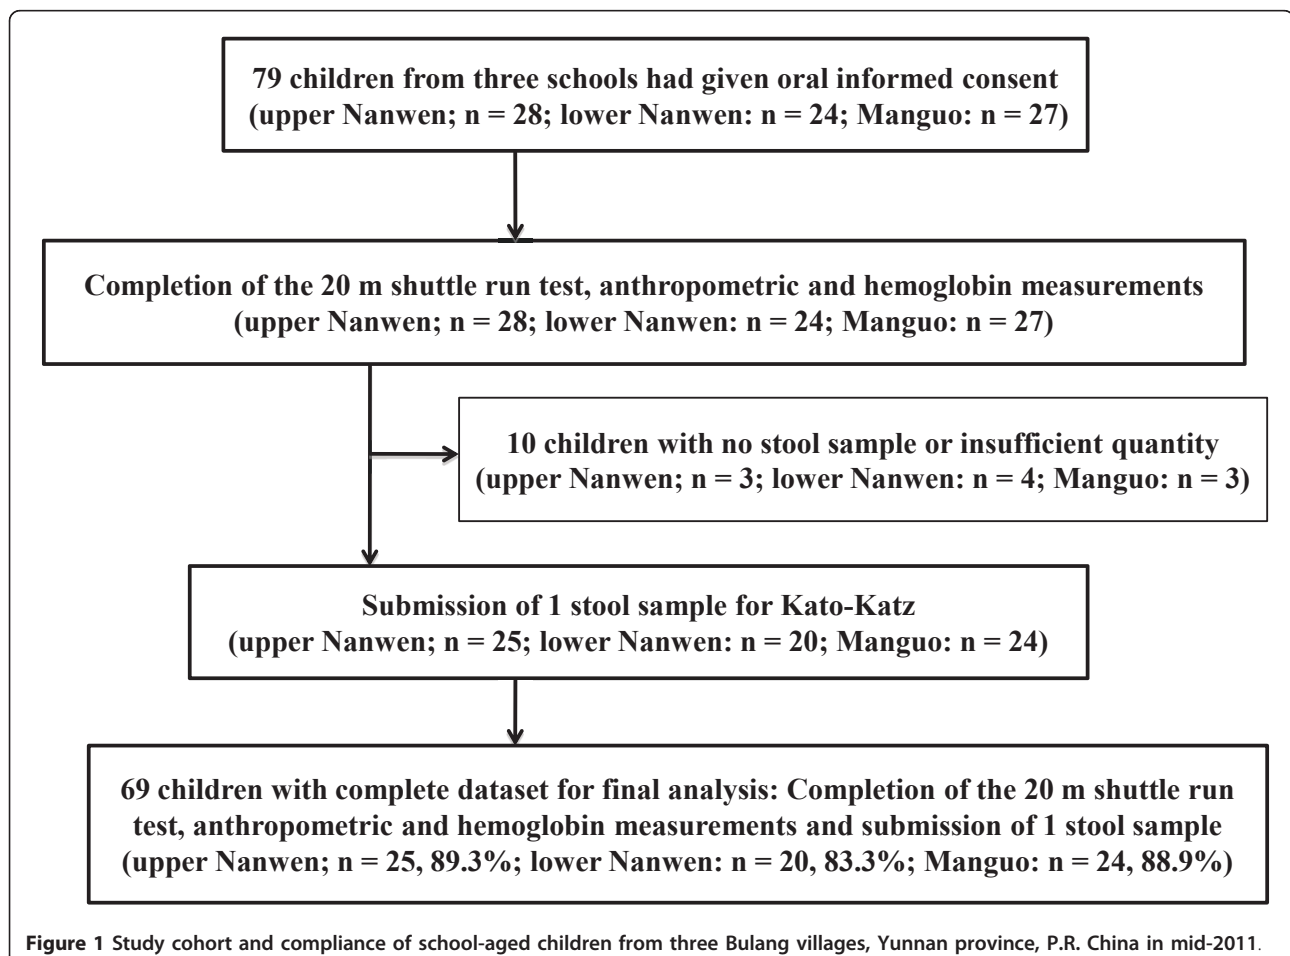 79 children from three schools had given oral informed consent
(upper Nanwen; n = 28; lower Nanwen: n = 24; Manguo: n = 27)
Completion of the 20 m shuttle run test, anthropometric and hemoglobin measurements
(upper Nanwen; n = 28; lower Nanwen: n = 24; Manguo: n = 27)
10 children with no stool sample or insufficient quantity
(upper Nanwen; n = 3; lower Nanwen: n = 4; Manguo: n = 3)
Submission of 1 stool sample for Kato-Katz
(upper Nanwen; n = 25; lower Nanwen: n = 20; Manguo: n = 24)
69 children with complete dataset for final analysis: Completion of the 20 m shuttle run
test, anthropometric and hemoglobin measurements and submission of 1 stool sample
(upper Nanwen; n = 25, 89.3%; lower Nanwen: n = 20, 83.3%; Manguo: n = 24, 88.9%)
Figure 1 Study cohort and compliance of school-aged children from three Bulang villages, Yunnan province, P.R. China in mid-2011.